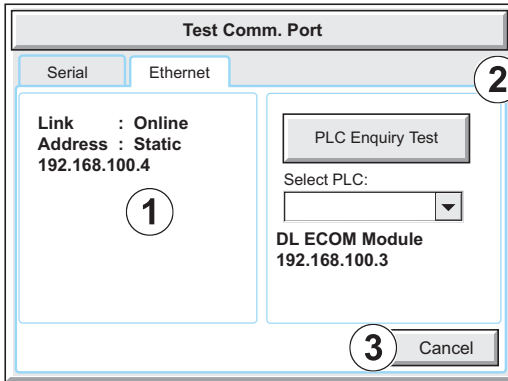 Test Comm. Port
Serial
Ethernet
2
Link : Online
Address : Static
192.168.100.4
1
PLC Enquiry Test
Select PLC:
DL ECOM Module
192.168.100.3
3
Cancel